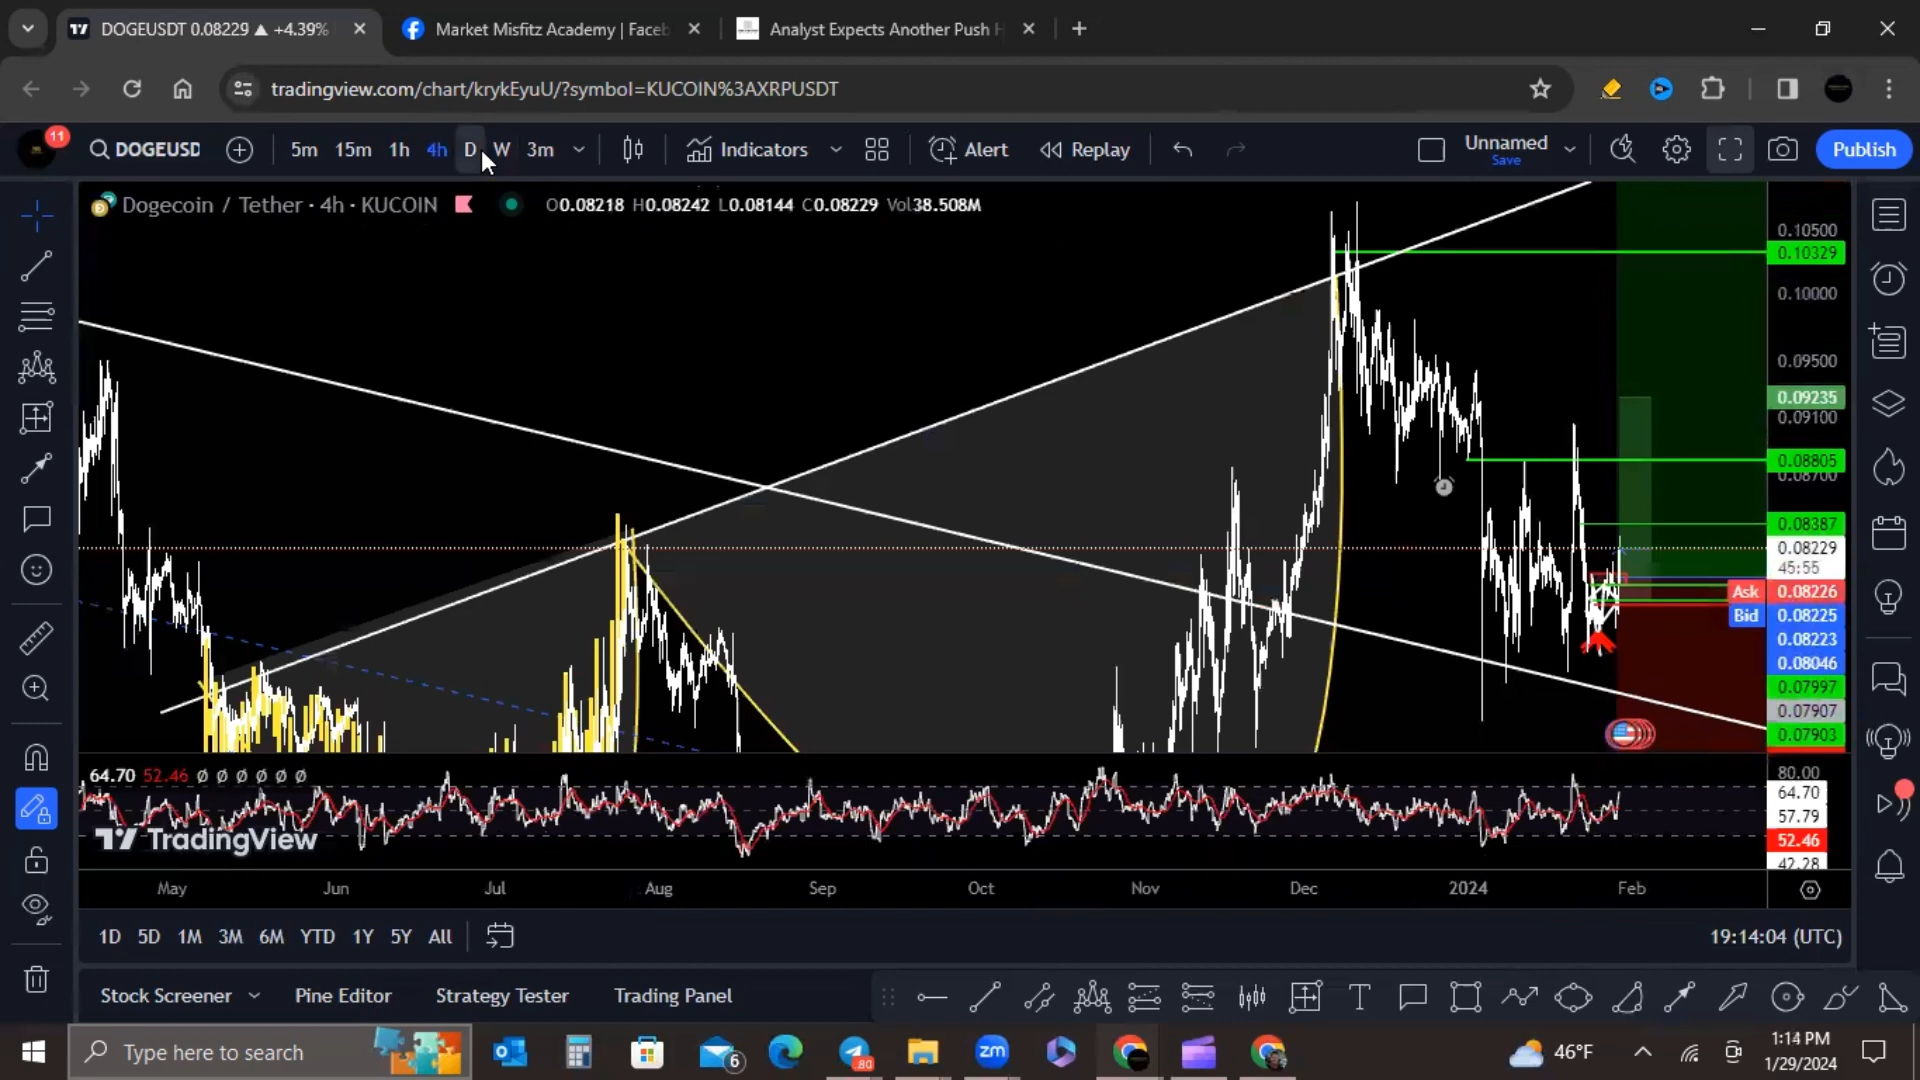 DOGEUSDT 0.08229 ▲ +4.39%
Market Misfitz Academy | Faceb
Analyst Expects Another Push H
tradingview.com/chart/krykEyuU/?symbol=KUCOIN%3AXRPUSDT
11
DOGEUSD
5m 15m 1h 4h D W 3m
Indicators
Alert
Replay
Unnamed
Save
Publish
Dogecoin / Tether · 4h · KUCOIN
O0.08218 H0.08242 L0.08144 C0.08229 Vol38.508M
0.10500
0.10329
0.10000
0.09500
0.09235
0.09100
0.08805
0.08700
0.08387
0.08229
45:55
Ask 0.08226
Bid 0.08225
0.08223
0.08046
0.07997
0.07907
0.07903
64.70 52.46 Ø Ø Ø Ø Ø Ø
80.00
64.70
57.79
52.46
42.28
TradingView
May Jun Jul Aug Sep Oct Nov Dec 2024 Feb
1D 5D 1M 3M 6M YTD 1Y 5Y All
19:14:04 (UTC)
Stock Screener
Pine Editor
Strategy Tester
Trading Panel
Type here to search
6
80
zm
46°F
1:14 PM
1/29/2024